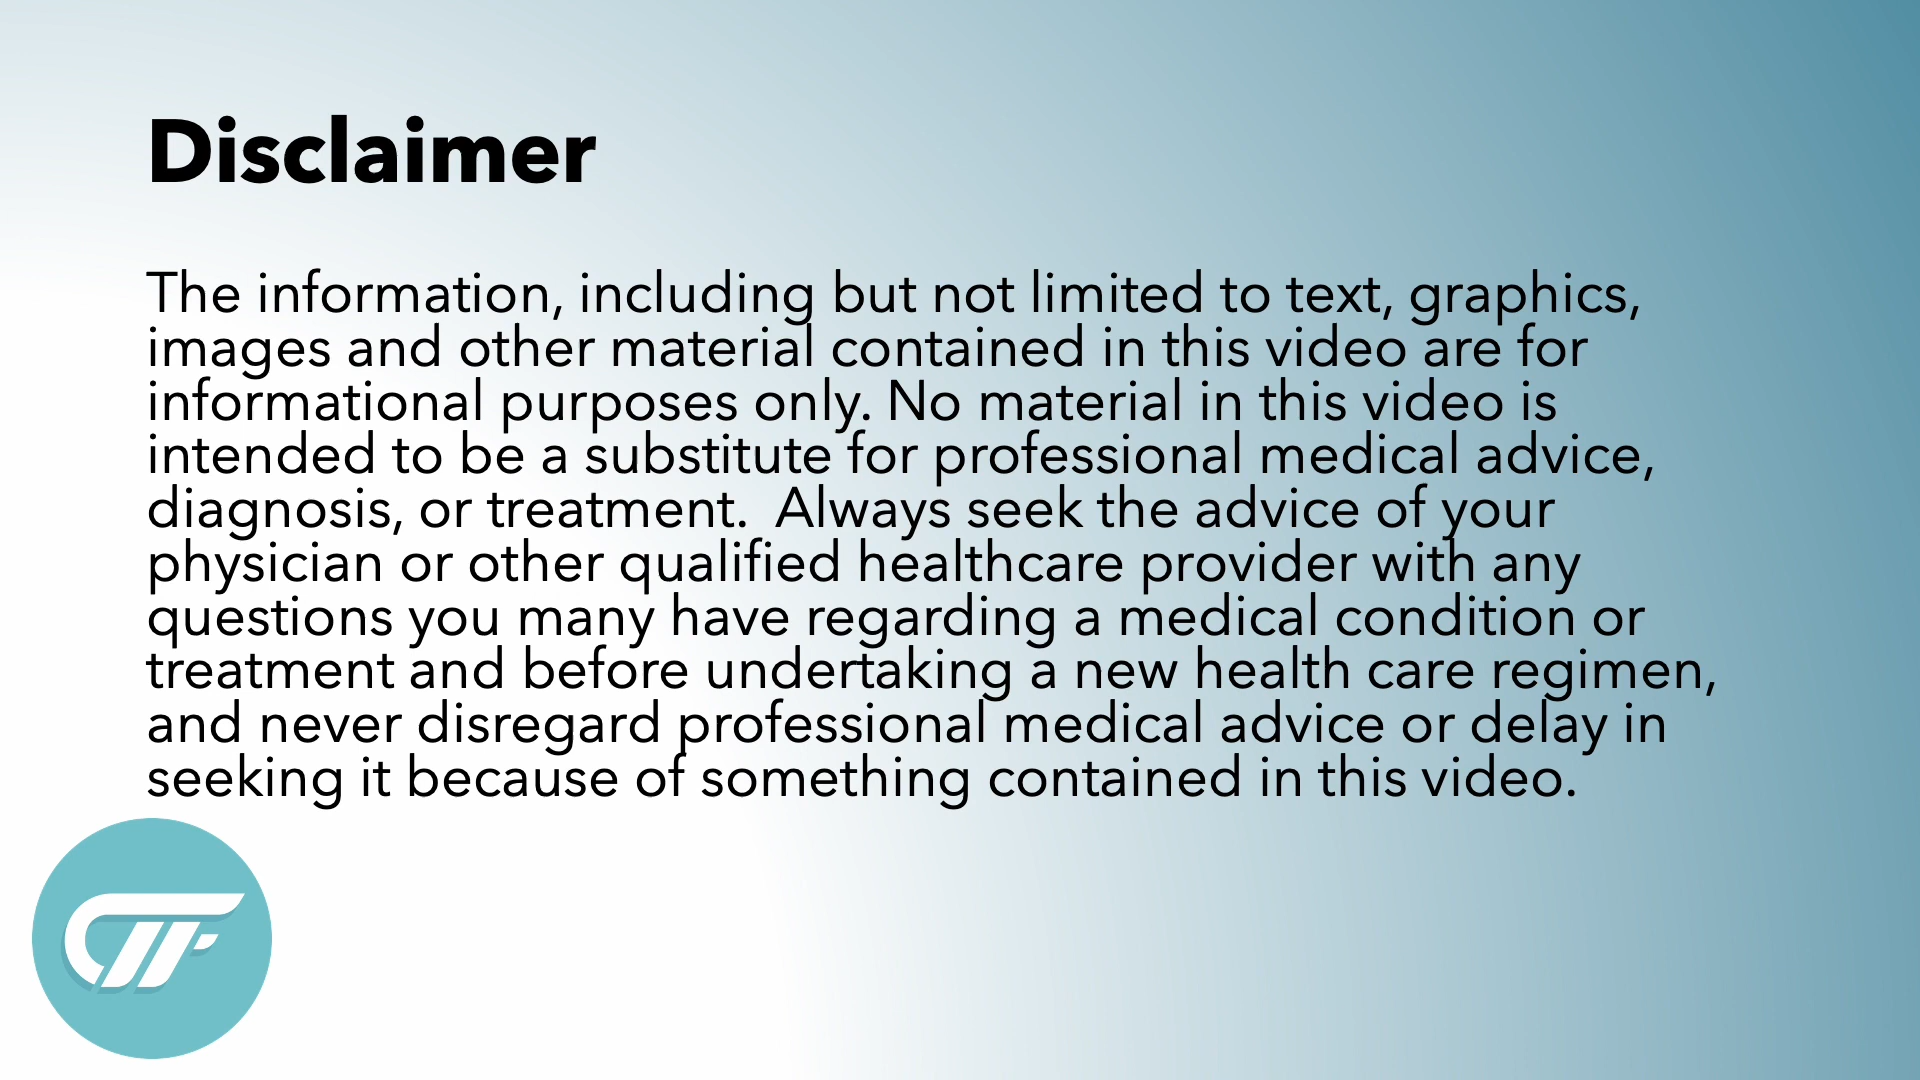 Disclaimer
The information, including but not limited to text, graphics,
images and other material contained in this video are for
informational purposes only. No material in this video is
intended to be a substitute for professional medical advice,
diagnosis, or treatment.  Always seek the advice of your
physician or other qualified healthcare provider with any
questions you many have regarding a medical condition or
treatment and before undertaking a new health care regimen,
and never disregard professional medical advice or delay in
seeking it because of something contained in this video.